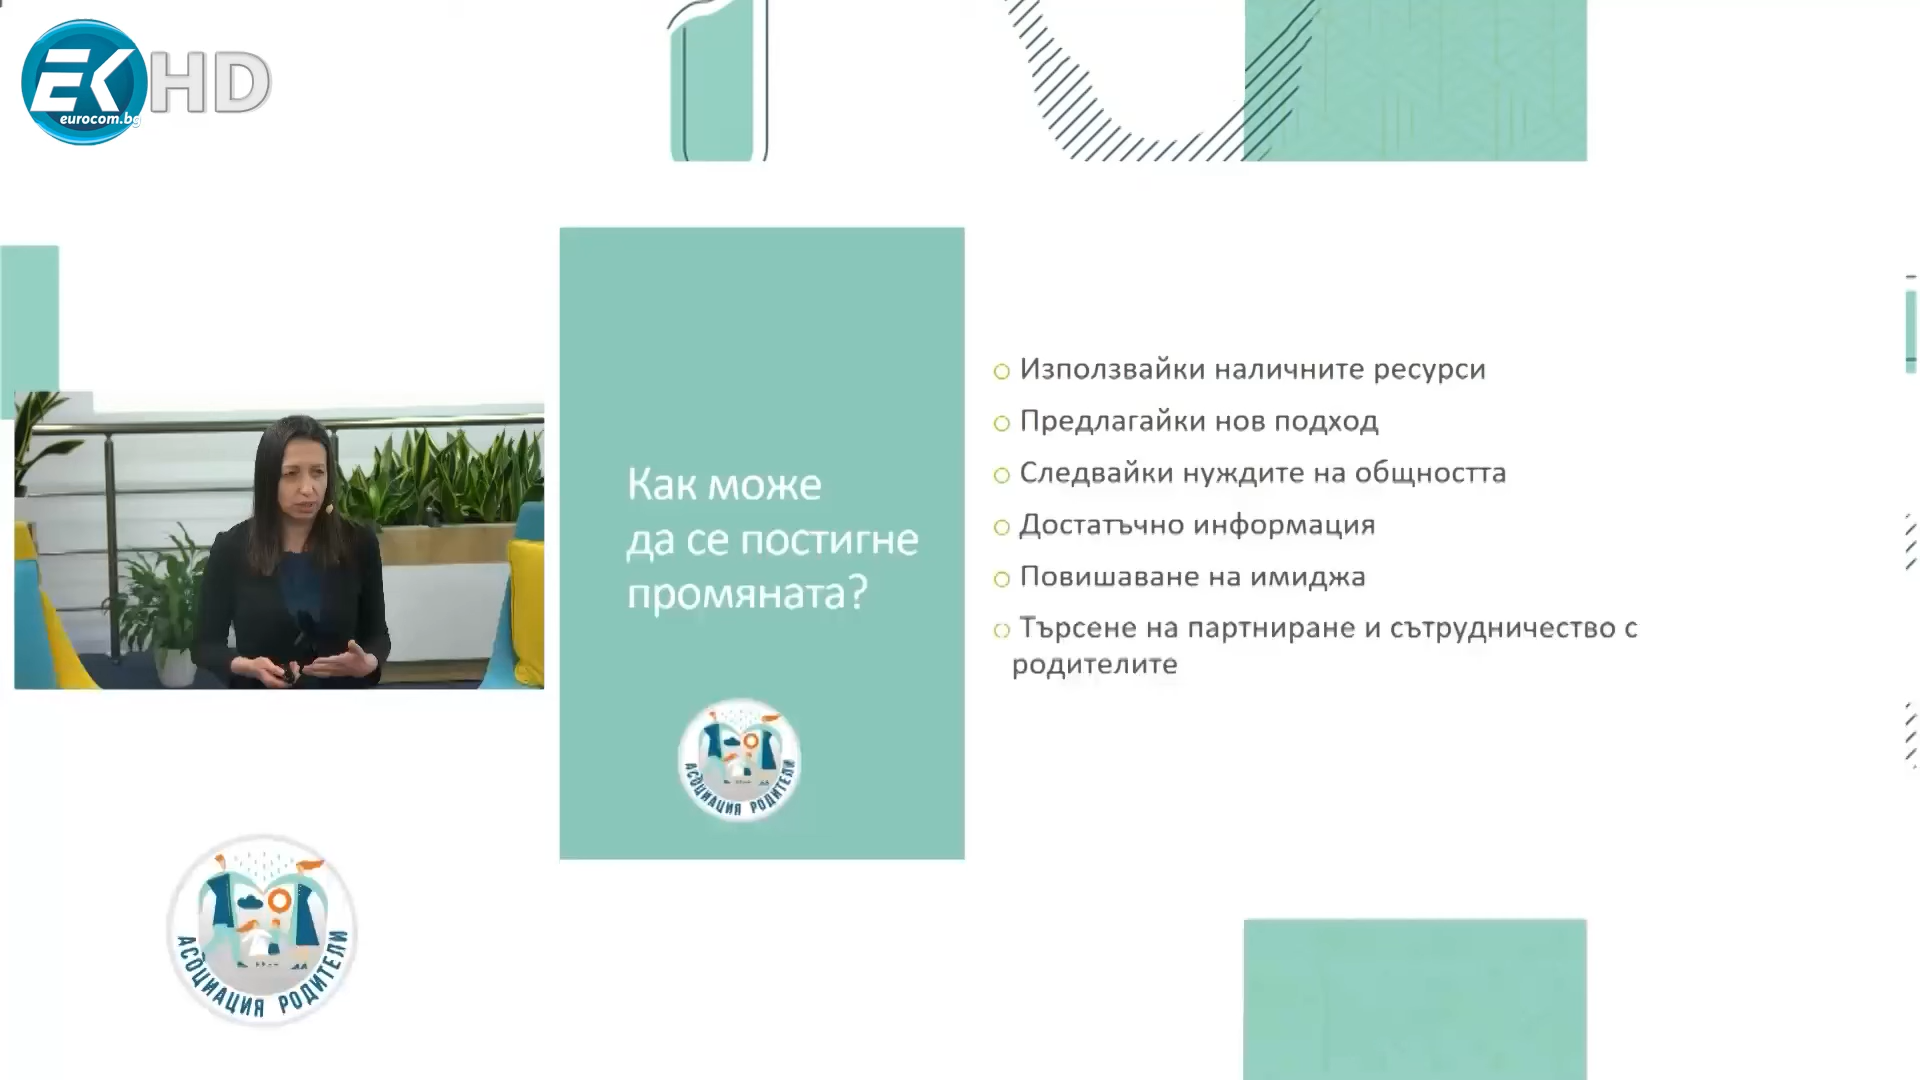 EK HD
eurocom.bg
Как може
да се постигне
промяната?
Използвайки наличните ресурси
Предлагайки нов подход
Следвайки нуждите на общността
Достатъчно информация
Повишаване на имиджа
Търсене на партниране и сътрудничество с
родителите
АСОЦИАЦИЯ РОДИТЕЛИ
АСОЦИАЦИЯ РОДИТЕЛИ